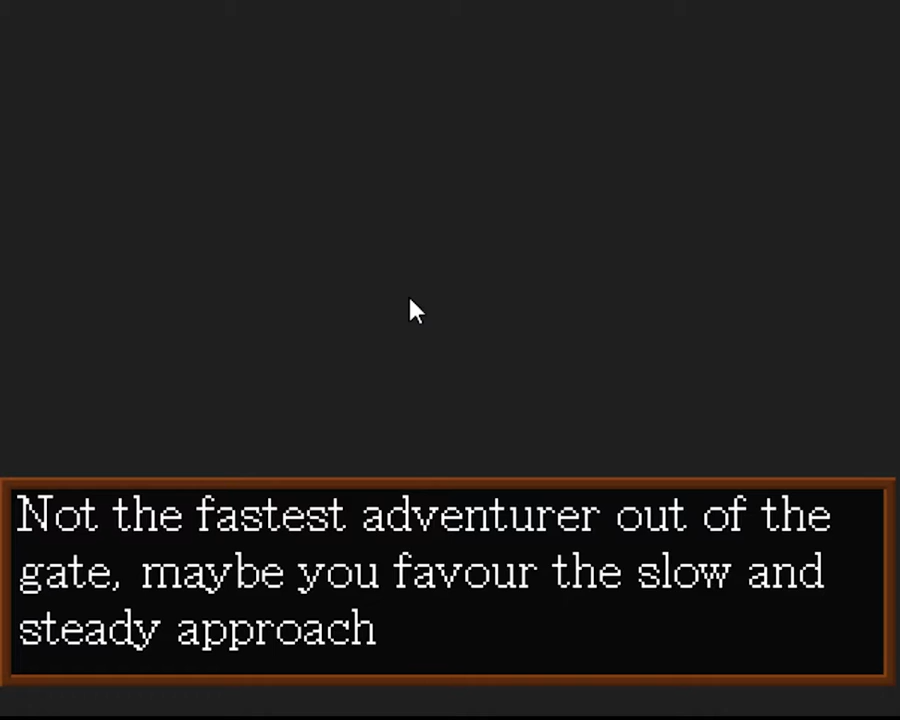 Not the fastest adventurer out of the
gate, maybe you favour the slow and
steady approach